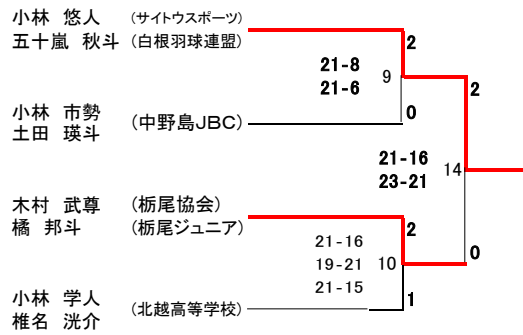 小林 悠人 (サイトウスポーツ)
五十嵐 秋斗 (白根羽球連盟)
2
21-8
21-6
9
2
小林 市勢
土田 瑛斗
(中野島JBC)
0
21-16
23-21
14
木村 武尊 (栃尾協会)
橘 邦斗 (栃尾ジュニア)
2
0
21-16
19-21
21-15
10
小林 学人
椎名 洸介
(北越高等学校)
1